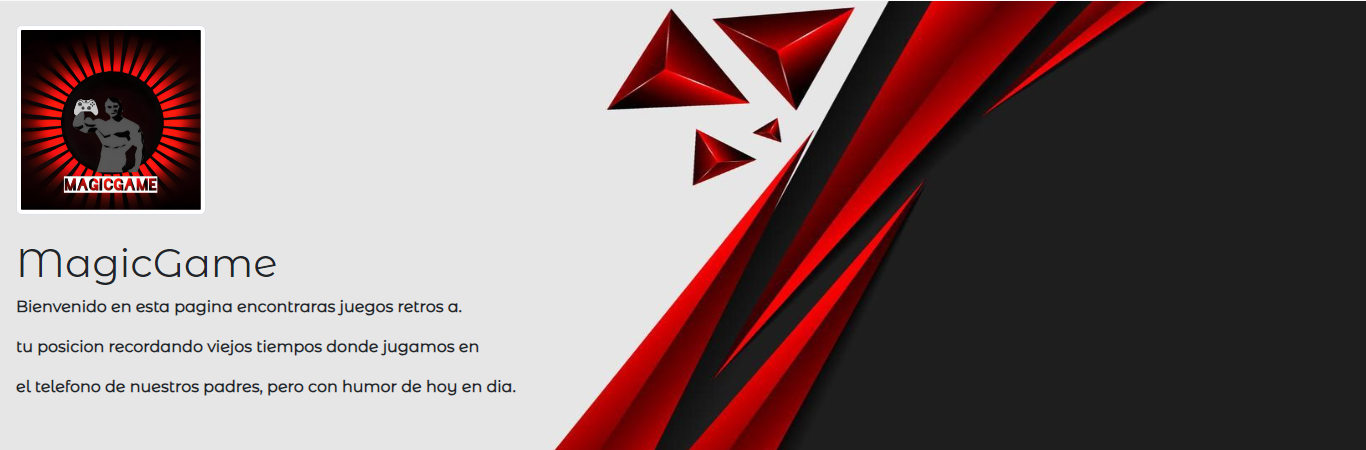 MAGICGAME
MagicGame
Bienvenido en esta pagina encontraras juegos retros a.
tu posicion recordando viejos tiempos donde jugamos en
el telefono de nuestros padres, pero con humor de hoy en dia.